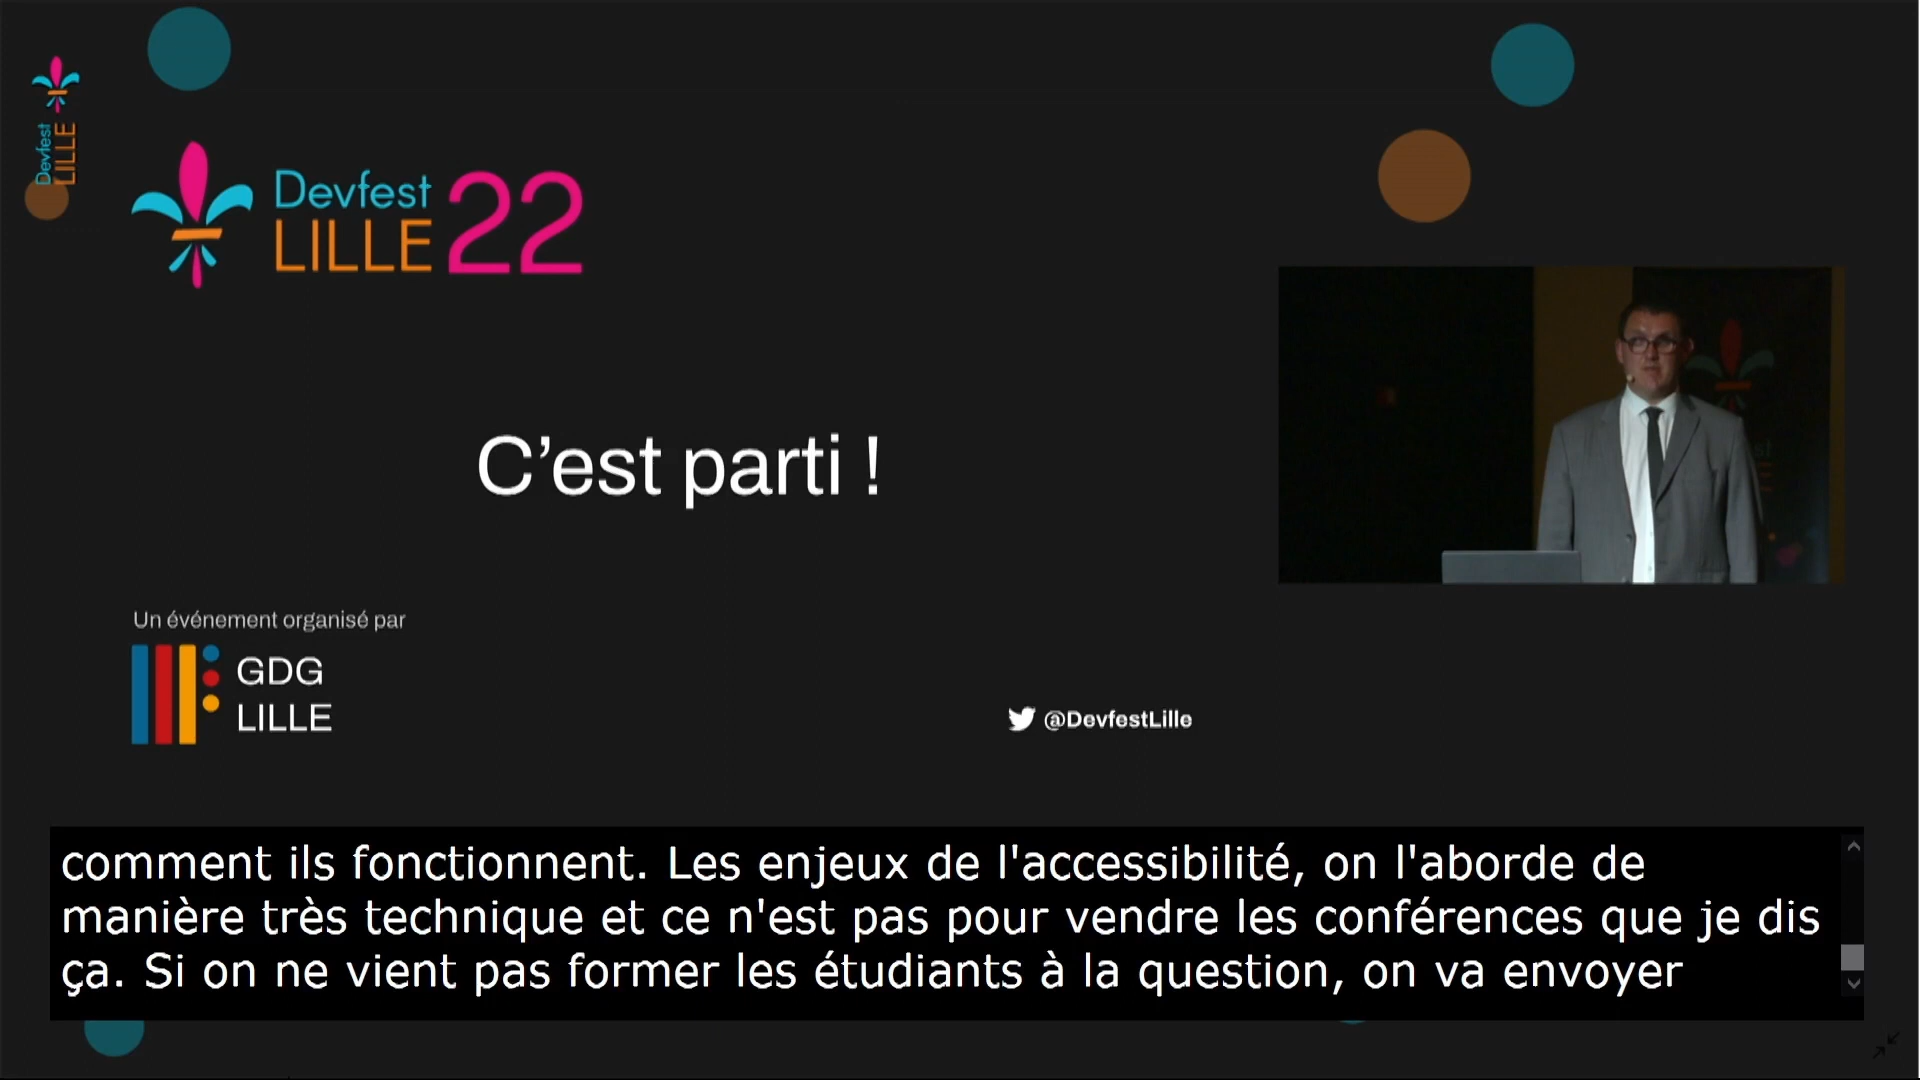 Devfest
LILLE
Devfest
LILLE
22
C’est parti !
Un événement organisé par
GDG
LILLE
@DevfestLille
comment ils fonctionnent. Les enjeux de l'accessibilité, on l'aborde de
manière très technique et ce n'est pas pour vendre les conférences que je dis
ça. Si on ne vient pas former les étudiants à la question, on va envoyer